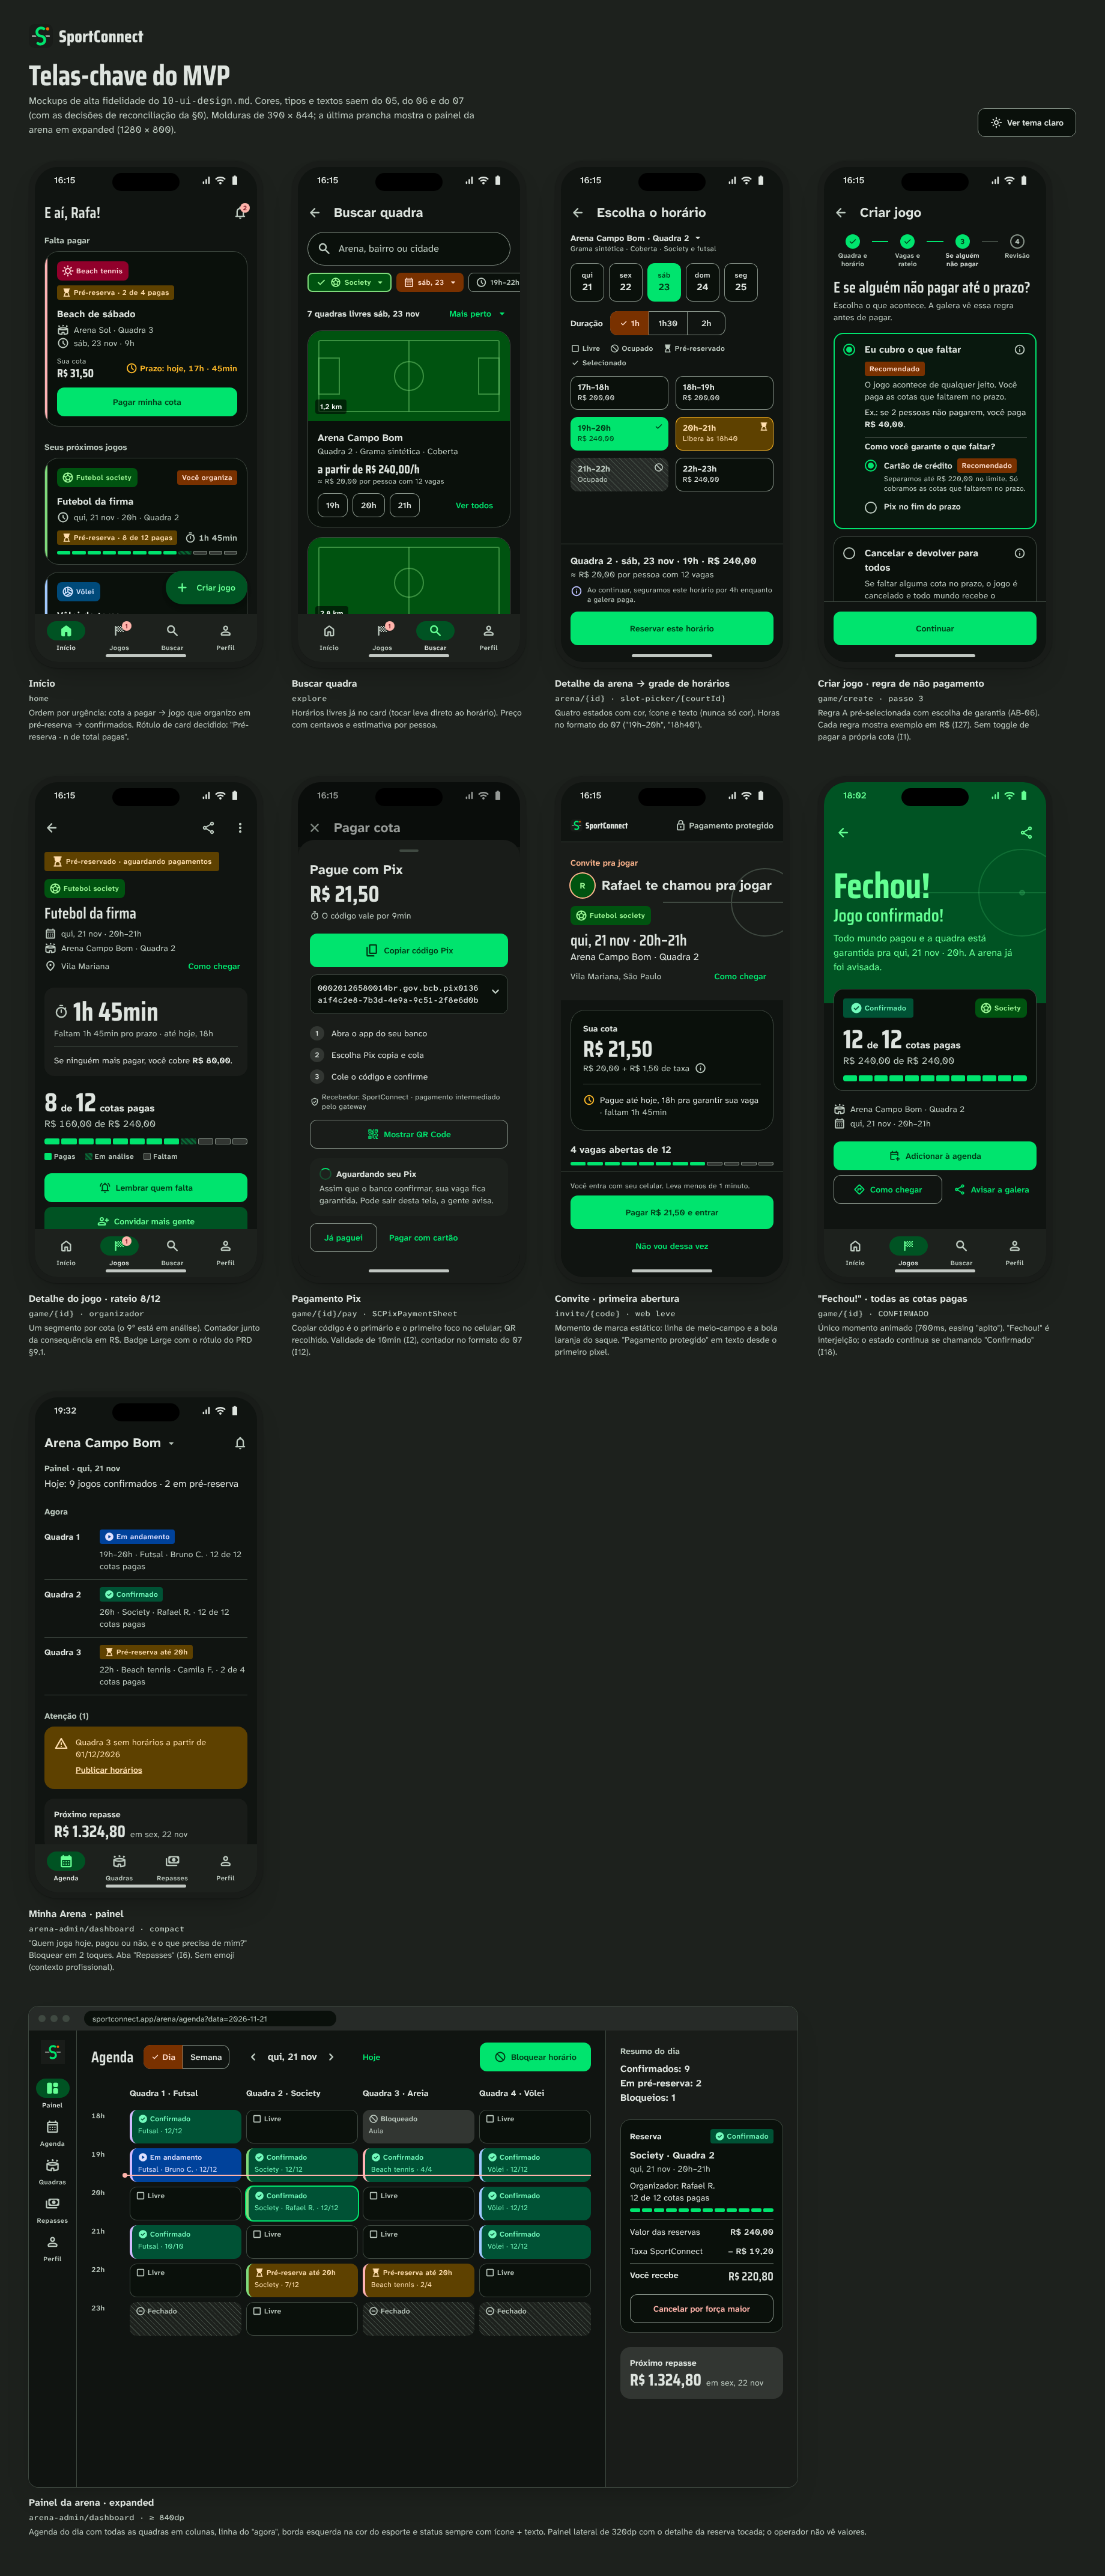 SportConnect
Telas-chave do MVP
Mockups de alta fidelidade do 10-ui-design.md. Cores, tipos e textos saem do 05, do 06 e do 07
(com as decisões de reconciliação da §0). Molduras de 390 × 844; a última prancha mostra o painel da
arena em expanded (1280 × 800).
Ver tema claro
16:15
E aí, Rafa!
2
Falta pagar
Beach tennis
Pré-reserva · 2 de 4 pagas
Beach de sábado
Arena Sol · Quadra 3
sáb, 23 nov · 9h
Sua cota
R$ 31,50
Prazo: hoje, 17h · 45min
Pagar minha cota
Seus próximos jogos
Futebol society
Você organiza
Futebol da firma
qui, 21 nov · 20h · Quadra 2
Pré-reserva · 8 de 12 pagas
1h 45min
Vôlei
Criar jogo
Início
1
Jogos
Buscar
Perfil
Início
home
Ordem por urgência: cota a pagar → jogo que organizo em
pré-reserva → confirmados. Rótulo de card decidido: "Pré-
reserva · n de total pagas".
16:15
Buscar quadra
Arena, bairro ou cidade
Society
sáb, 23
19h–22h
7 quadras livres sáb, 23 nov
Mais perto
1,2 km
Arena Campo Bom
Quadra 2 · Grama sintética · Coberta
a partir de R$ 240,00/h
≈ R$ 20,00 por pessoa com 12 vagas
19h
20h
21h
Ver todos
2,8 km
Início
1
Jogos
Buscar
Perfil
Buscar quadra
explore
Horários livres já no card (tocar leva direto ao horário). Preço
com centavos e estimativa por pessoa.
16:15
Escolha o horário
Arena Campo Bom · Quadra 2
Grama sintética · Coberta · Society e futsal
qui
21
sex
22
sáb
23
dom
24
seg
25
Duração
1h
1h30
2h
Livre
Ocupado
Pré-reservado
Selecionado
17h–18h
R$ 200,00
18h–19h
R$ 200,00
19h–20h
R$ 240,00
20h–21h
Libera às 18h40
21h–22h
Ocupado
22h–23h
R$ 240,00
Quadra 2 · sáb, 23 nov · 19h · R$ 240,00
≈ R$ 20,00 por pessoa com 12 vagas
Ao continuar, seguramos este horário por 4h enquanto
a galera paga.
Reservar este horário
Detalhe da arena → grade de horários
arena/{id} · slot-picker/{courtId}
Quatro estados com cor, ícone e texto (nunca só cor). Horas
no formato do 07 ("19h–20h", "18h40").
16:15
Criar jogo
Quadra e
horário
Vagas e
rateio
3
Se alguém
não pagar
4
Revisão
E se alguém não pagar até o prazo?
Escolha o que acontece. A galera vê essa regra
antes de pagar.
Eu cubro o que faltar
Recomendado
O jogo acontece de qualquer jeito. Você
paga as cotas que faltarem no prazo.
Ex.: se 2 pessoas não pagarem, você paga
R$ 40,00.
Como você garante o que faltar?
Cartão de crédito
Recomendado
Separamos até R$ 220,00 no limite. Só
cobramos as cotas que faltarem no prazo.
Pix no fim do prazo
Cancelar e devolver para
todos
Se faltar alguma cota no prazo, o jogo é
cancelado e todo mundo recebe o
Continuar
Criar jogo · regra de não pagamento
game/create · passo 3
Regra A pré-selecionada com escolha de garantia (AB-06).
Cada regra mostra exemplo em R$ (I27). Sem toggle de
pagar a própria cota (I1).
16:15
Pré-reservado · aguardando pagamentos
Futebol society
Futebol da firma
qui, 21 nov · 20h–21h
Arena Campo Bom · Quadra 2
Vila Mariana
Como chegar
1h 45min
Faltam 1h 45min pro prazo · até hoje, 18h
Se ninguém mais pagar, você cobre R$ 80,00.
8 de 12 cotas pagas
R$ 160,00 de R$ 240,00
Pagas
Em análise
Faltam
Lembrar quem falta
Convidar mais gente
Início
1
Jogos
Buscar
Perfil
Detalhe do jogo · rateio 8/12
game/{id} · organizador
Um segmento por cota (o 9º está em análise). Contador junto
da consequência em R$. Badge Large com o rótulo do PRD
§9.1.
16:15
Pagar cota
Pague com Pix
R$ 21,50
O código vale por 9min
Copiar código Pix
00020126580014br.gov.bcb.pix0136
a1f4c2e8-7b3d-4e9a-9c51-2f8e6d0b
1
Abra o app do seu banco
2
Escolha Pix copia e cola
3
Cole o código e confirme
Recebedor: SportConnect · pagamento intermediado
pelo gateway
Mostrar QR Code
Aguardando seu Pix
Assim que o banco confirmar, sua vaga fica
garantida. Pode sair desta tela, a gente avisa.
Já paguei
Pagar com cartão
Pagamento Pix
game/{id}/pay · SCPixPaymentSheet
Copiar código é o primário e o primeiro foco no celular; QR
recolhido. Validade de 10min (I2), contador no formato do 07
(I12).
16:15
SportConnect
Pagamento protegido
Convite pra jogar
R
Rafael te chamou pra jogar
Futebol society
qui, 21 nov · 20h–21h
Arena Campo Bom · Quadra 2
Vila Mariana, São Paulo
Como chegar
Sua cota
R$ 21,50
R$ 20,00 + R$ 1,50 de taxa
Pague até hoje, 18h pra garantir sua vaga
· faltam 1h 45min
4 vagas abertas de 12
Você entra com seu celular. Leva menos de 1 minuto.
Pagar R$ 21,50 e entrar
Não vou dessa vez
Convite · primeira abertura
invite/{code} · web leve
Momento de marca estático: linha de meio-campo e a bola
laranja do saque. "Pagamento protegido" em texto desde o
primeiro pixel.
18:02
Fechou!
Jogo confirmado!
Todo mundo pagou e a quadra está
garantida pra qui, 21 nov · 20h. A arena já
foi avisada.
Confirmado
Society
12 de 12 cotas pagas
R$ 240,00 de R$ 240,00
Arena Campo Bom · Quadra 2
qui, 21 nov · 20h–21h
Adicionar à agenda
Como chegar
Avisar a galera
Início
Jogos
Buscar
Perfil
"Fechou!" · todas as cotas pagas
game/{id} · CONFIRMADO
Único momento animado (700ms, easing "apito"). "Fechou!" é
interjeição; o estado continua se chamando "Confirmado"
(I18).
19:32
Arena Campo Bom
Painel · qui, 21 nov
Hoje: 9 jogos confirmados · 2 em pré-reserva
Agora
Quadra 1
Em andamento
19h–20h · Futsal · Bruno C. · 12 de 12
cotas pagas
Quadra 2
Confirmado
20h · Society · Rafael R. · 12 de 12
cotas pagas
Quadra 3
Pré-reserva até 20h
22h · Beach tennis · Camila F. · 2 de 4
cotas pagas
Atenção (1)
Quadra 3 sem horários a partir de
01/12/2026
Publicar horários
Próximo repasse
R$ 1.324,80 em sex, 22 nov
Agenda
Quadras
Repasses
Perfil
Minha Arena · painel
arena-admin/dashboard · compact
"Quem joga hoje, pagou ou não, e o que precisa de mim?"
Bloquear em 2 toques. Aba "Repasses" (I6). Sem emoji
(contexto profissional).
sportconnect.app/arena/agenda?data=2026-11-21
Painel
Agenda
Quadras
Repasses
Perfil
Agenda
Dia
Semana
qui, 21 nov
Hoje
Bloquear horário
Quadra 1 · Futsal
Quadra 2 · Society
Quadra 3 · Areia
Quadra 4 · Vôlei
18h
Confirmado
Futsal · 12/12
Livre
Bloqueado
Aula
Livre
19h
Em andamento
Futsal · Bruno C. · 12/12
Confirmado
Society · 12/12
Confirmado
Beach tennis · 4/4
Confirmado
Vôlei · 12/12
20h
Livre
Confirmado
Society · Rafael R. · 12/12
Livre
Confirmado
Vôlei · 12/12
21h
Confirmado
Futsal · 10/10
Livre
Livre
Confirmado
Vôlei · 12/12
22h
Livre
Pré-reserva até 20h
Society · 7/12
Pré-reserva até 20h
Beach tennis · 2/4
Livre
23h
Fechado
Livre
Fechado
Fechado
Resumo do dia
Confirmados: 9
Em pré-reserva: 2
Bloqueios: 1
Reserva
Confirmado
Society · Quadra 2
qui, 21 nov · 20h–21h
Organizador: Rafael R.
12 de 12 cotas pagas
Valor das reservas
R$ 240,00
Taxa SportConnect
– R$ 19,20
Você recebe
R$ 220,80
Cancelar por força maior
Próximo repasse
R$ 1.324,80 em sex, 22 nov
Painel da arena · expanded
arena-admin/dashboard · ≥ 840dp
Agenda do dia com todas as quadras em colunas, linha do "agora", borda esquerda na cor do esporte e status sempre com ícone + texto. Painel lateral de 320dp com o detalhe da reserva tocada; o operador não vê valores.